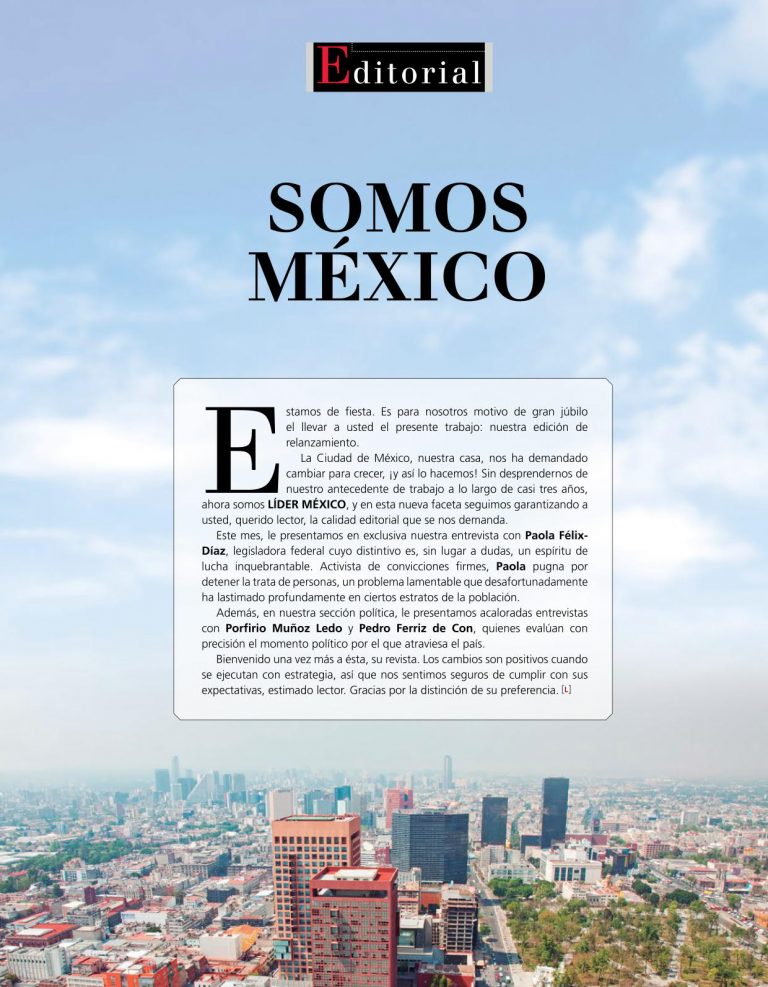 Editorial
SOMOS
MÉXICO
Estamos de fiesta. Es para nosotros motivo de gran júbilo
el llevar a usted el presente trabajo: nuestra edición de
relanzamiento.
La Ciudad de México, nuestra casa, nos ha demandado
cambiar para crecer, ¡y así lo hacemos! Sin desprendernos de
nuestro antecedente de trabajo a lo largo de casi tres años,
ahora somos LÍDER MÉXICO, y en esta nueva faceta seguimos garantizando a
usted, querido lector, la calidad editorial que se nos demanda.
Este mes, le presentamos en exclusiva nuestra entrevista con Paola Félix-
Díaz, legisladora federal cuyo distintivo es, sin lugar a dudas, un espíritu de
lucha inquebrantable. Activista de convicciones firmes, Paola pugna por
detener la trata de personas, un problema lamentable que desafortunadamente
ha lastimado profundamente en ciertos estratos de la población.
Además, en nuestra sección política, le presentamos acaloradas entrevistas
con Porfirio Muñoz Ledo y Pedro Ferriz de Con, quienes evalúan con
precisión el momento político por el que atraviesa el país.
Bienvenido una vez más a ésta, su revista. Los cambios son positivos cuando
se ejecutan con estrategia, así que nos sentimos seguros de cumplir con sus
expectativas, estimado lector. Gracias por la distinción de su preferencia. [L]